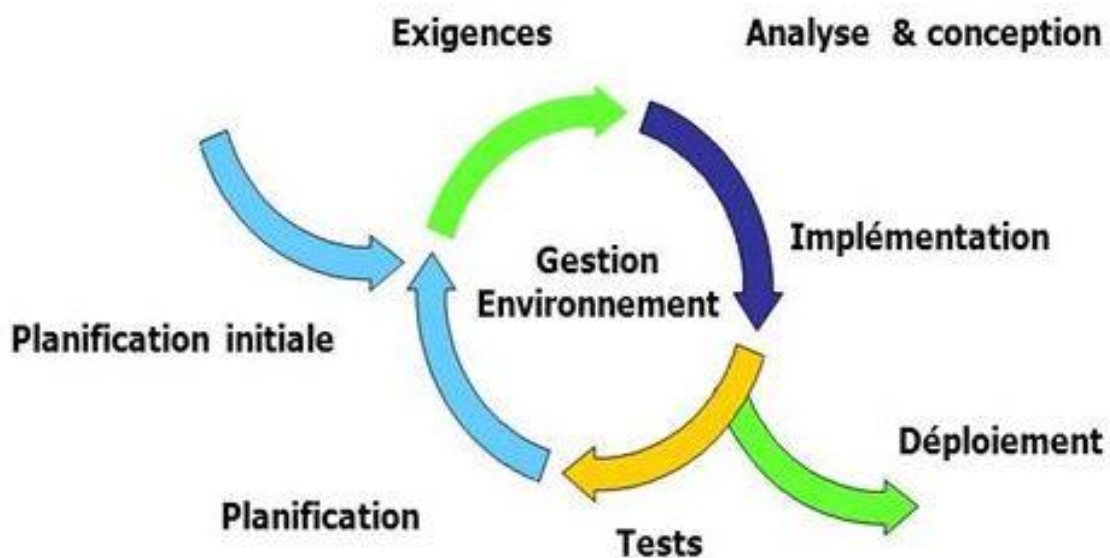 Exigences
Analyse & conception
Implémentation
Gestion
Environnement
Planification initiale
Déploiement
Planification
Tests